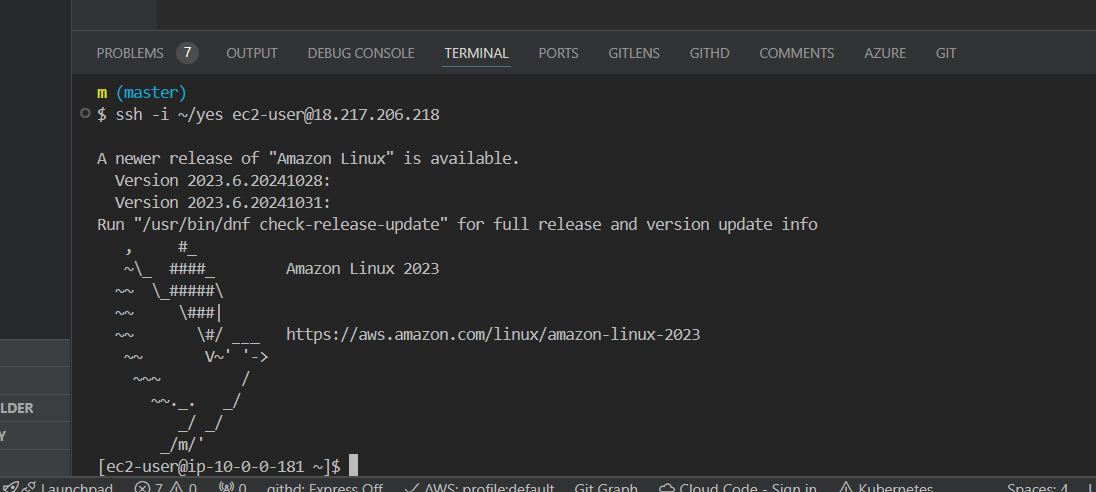 PROBLEMS 7 OUTPUT DEBUG CONSOLE TERMINAL PORTS GITLENS GITHD COMMENTS AZURE GIT
m (master)
$ ssh -i ~/yes ec2-user@18.217.206.218
A newer release of "Amazon Linux" is available.
  Version 2023.6.20241028:
  Version 2023.6.20241031:
Run "/usr/bin/dnf check-release-update" for full release and version update info
   ,     #_
   ~\_  ####_        Amazon Linux 2023
  ~~  \_#####\
  ~~     \###|
  ~~       \#/ ___   https://aws.amazon.com/linux/amazon-linux-2023
   ~~       V~' '->
    ~~~         /
      ~~._.   _/
         _/ _/
       _/m/'
[ec2-user@ip-10-0-0-181 ~]$
LDER
Y
Launchpad 7 0 0 githd: Express Off AWS: profile:default Git Graph Cloud Code - Sign in Kubernetes Spaces: 4